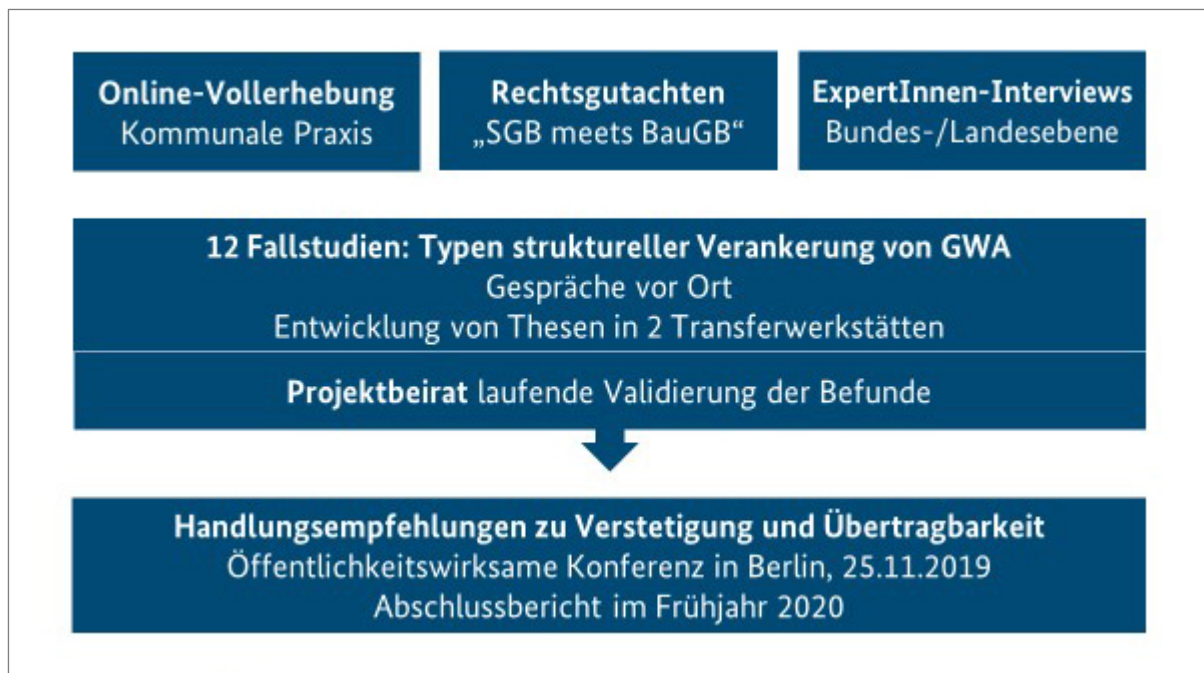 Online-Vollerhebung
Kommunale Praxis
Rechtsgutachten
„SGB meets BauGB“
ExpertInnen-Interviews
Bundes-/Landesebene
12 Fallstudien: Typen struktureller Verankerung von GWA
Gespräche vor Ort
Entwicklung von Thesen in 2 Transferwerkstätten
Projektbeirat laufende Validierung der Befunde
Handlungsempfehlungen zu Verstetigung und Übertragbarkeit
Öffentlichkeitswirksame Konferenz in Berlin, 25.11.2019
Abschlussbericht im Frühjahr 2020